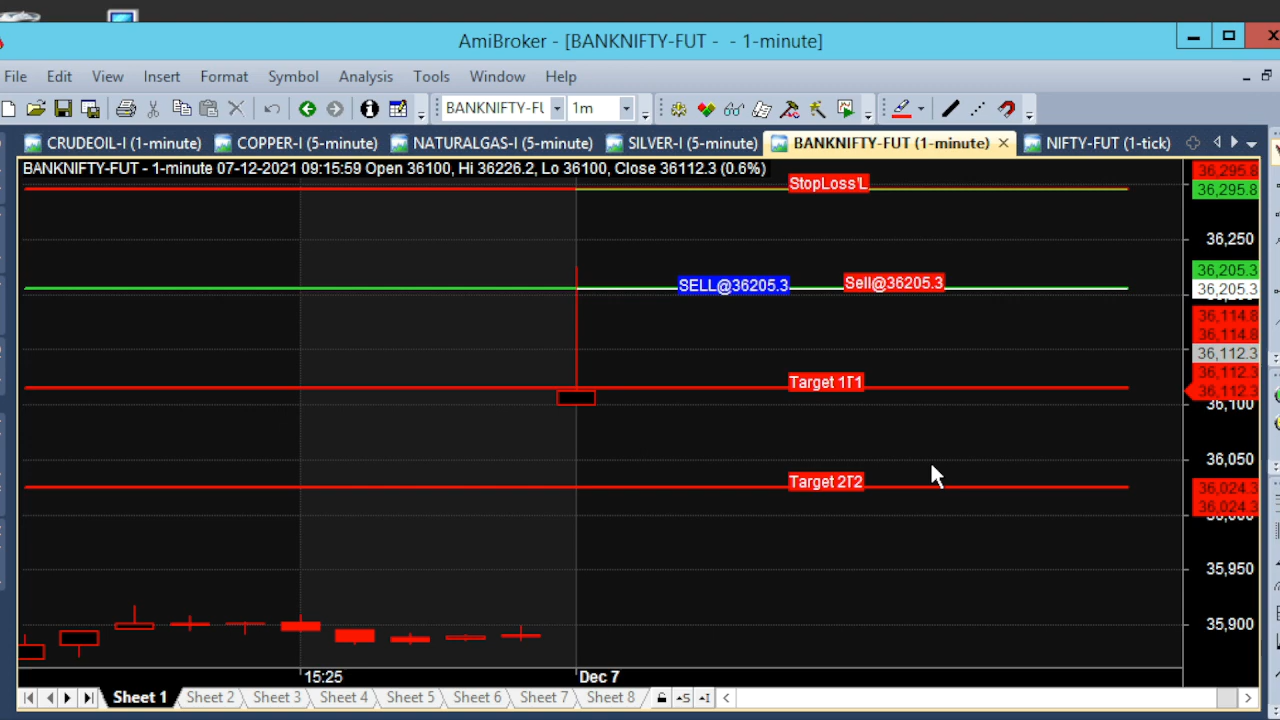 AmiBroker - [BANKNIFTY-FUT - - 1-minute]
File Edit View Insert Format Symbol Analysis Tools Window Help
BANKNIFTY-FU 1m
CRUDEOIL-I (1-minute) COPPER-I (5-minute) NATURALGAS-I (5-minute) SILVER-I (5-minute) BANKNIFTY-FUT (1-minute) NIFTY-FUT (1-tick)
BANKNIFTY-FUT - 1-minute 07-12-2021 09:15:59 Open 36100, Hi 36226.2, Lo 36100, Close 36112.3 (0.6%)
36,295.8
StopLoss'L
36,295.8
36,250
36,205.3
SELL@36205.3 Sell@36205.3
36,205.3
36,114.8
36,114.8
36,112.3
36,112.3
Target 1T1
36,112.3
36,100
36,050
Target 2T2
36,024.3
36,024.3
35,950
35,900
15:25 Dec 7
Sheet 1 Sheet 2 Sheet 3 Sheet 4 Sheet 5 Sheet 6 Sheet 7 Sheet 8